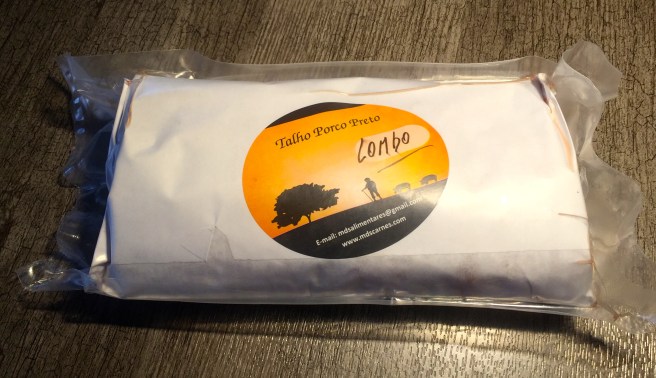 Talho Porco Preto
LOMBO
E-mail: mdsalimentares@gmail.com
www.mdscarnes.com